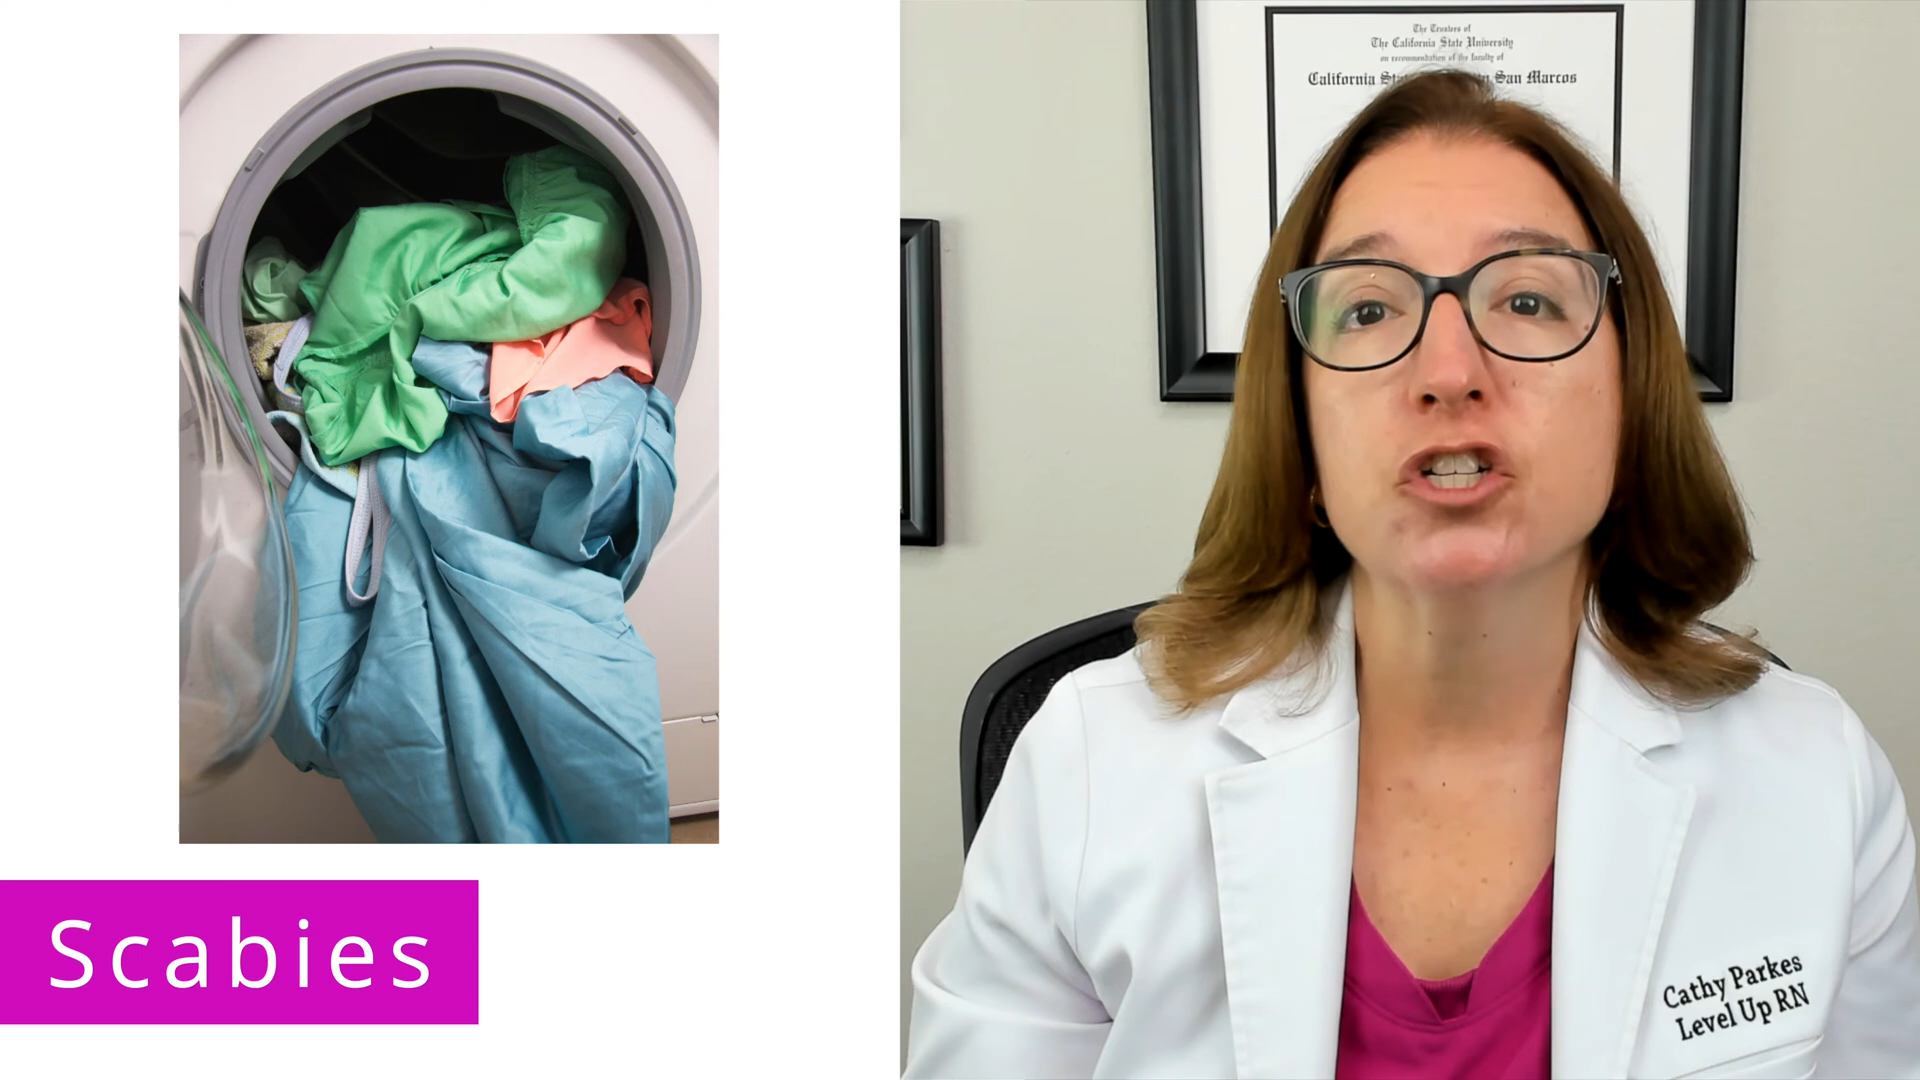 The Trustees of
The California State University
on recommendation of the faculty of
California San Marcos
Scabies
Cathy Parkes
Level Up RN